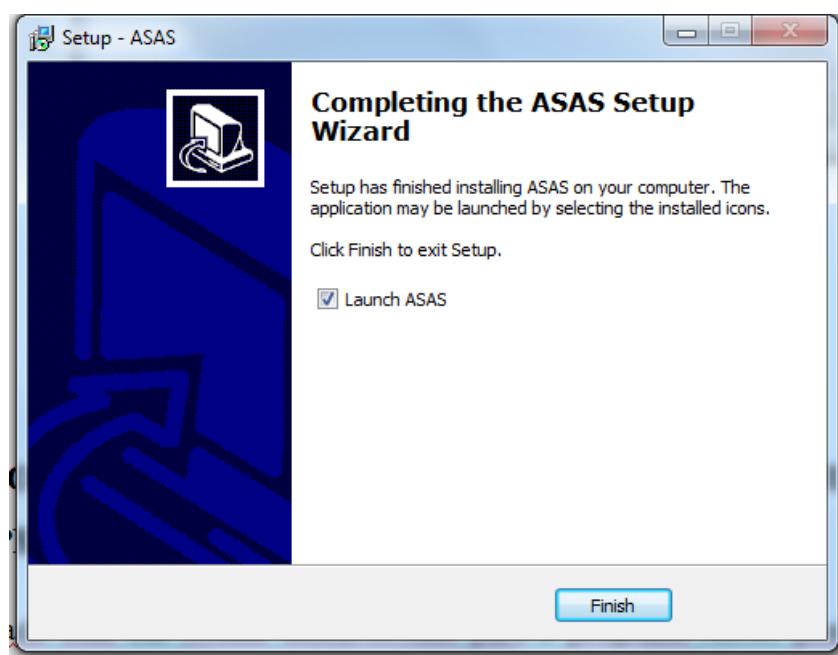 Setup - ASAS
Completing the ASAS Setup
Wizard
Setup has finished installing ASAS on your computer. The
application may be launched by selecting the installed icons.
Click Finish to exit Setup.
Launch ASAS
Finish